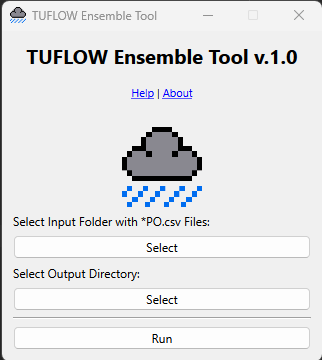 TUFLOW Ensemble Tool
TUFLOW Ensemble Tool v.1.0
Help | About
Select Input Folder with *PO.csv Files:
Select
Select Output Directory:
Select
Run